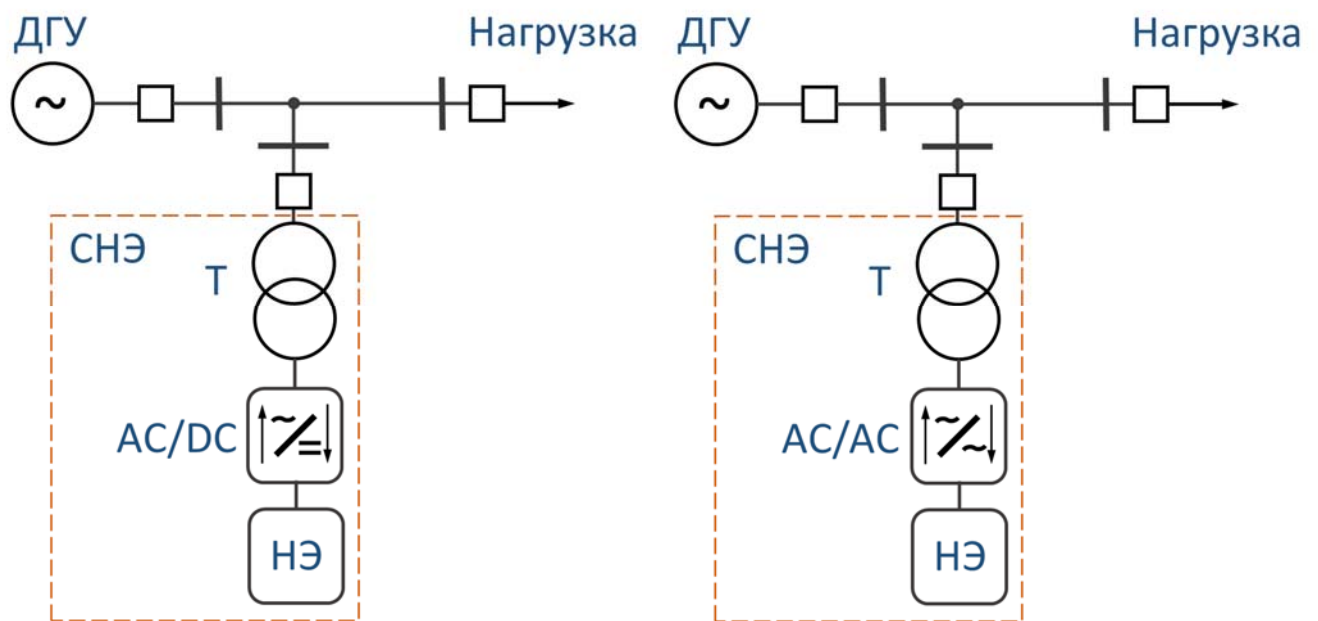 ДГУ
Нагрузка
СНЭ
Т
AC/DC
НЭ
ДГУ
Нагрузка
СНЭ
Т
AC/AC
НЭ